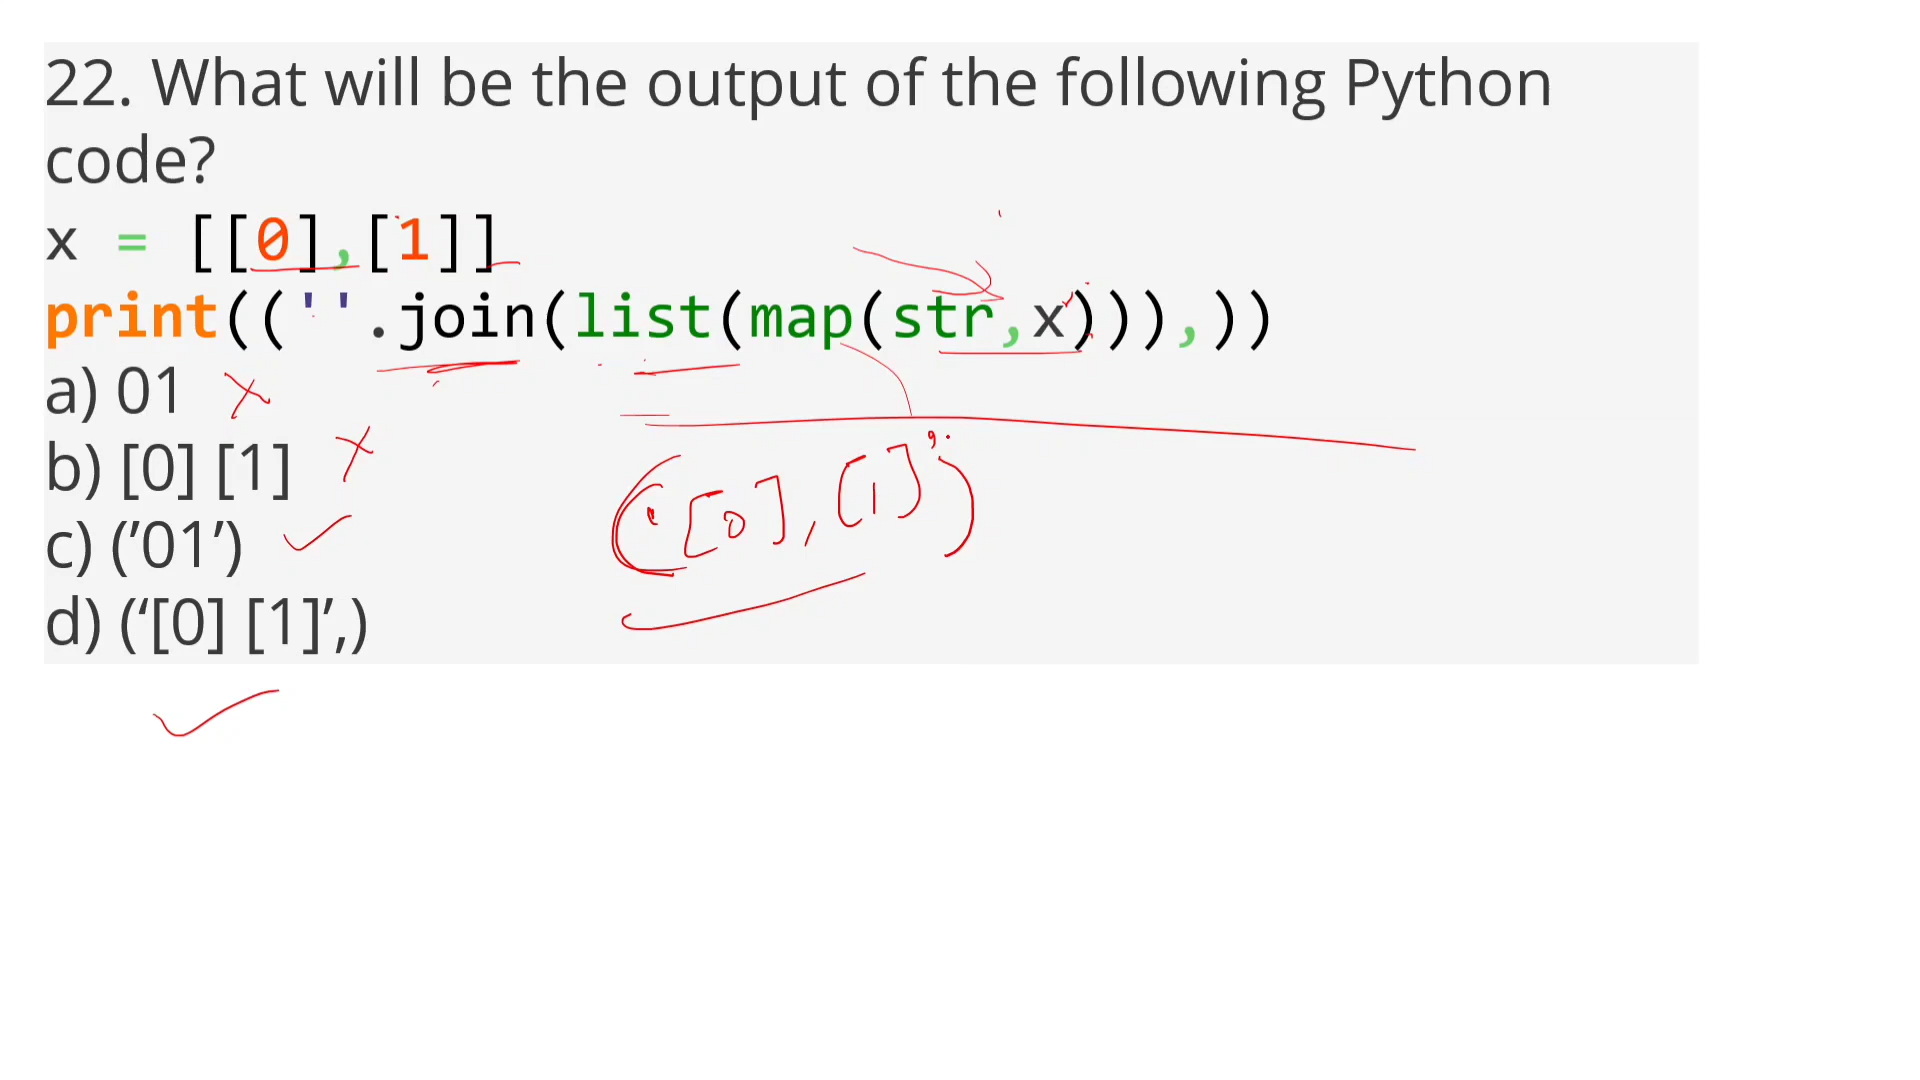 22. What will be the output of the following Python
code?
x = [[0],[1]]
print((''.join(list(map(str,x))),))
a) 01
b) [0] [1]
c) (’01’)
d) (‘[0] [1]’,)
('[0],[1]')